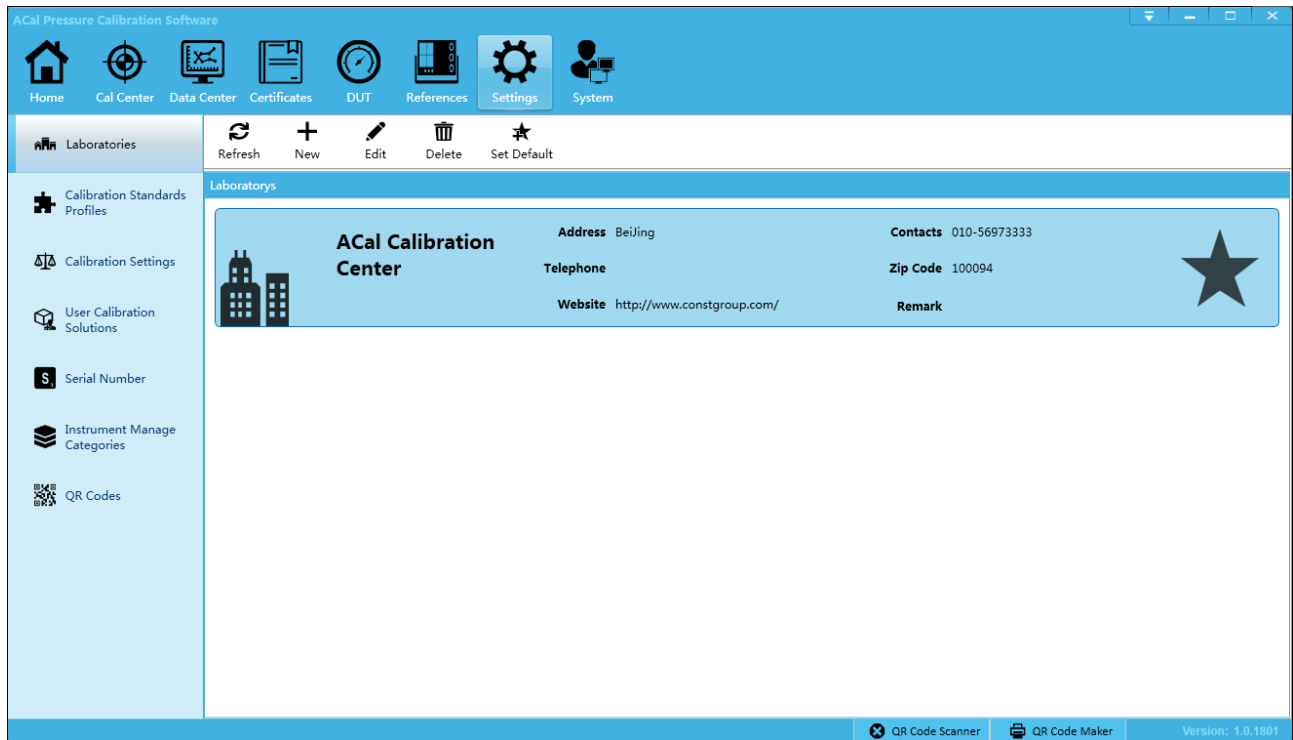 ACal Pressure Calibration Software
Home Cal Center Data Center Certificates DUT References Settings System
Laboratories
Refresh New Edit Delete Set Default
Calibration Standards
Profiles
Calibration Settings
User Calibration
Solutions
S,
Serial Number
Instrument Manage
Categories
QR Codes
Laboratorys
ACal Calibration
Center
Address BeiJing
Telephone
Website http://www.constgroup.com/
Contacts 010-56973333
Zip Code 100094
Remark
QR Code Scanner QR Code Maker Version: 1.0.1801